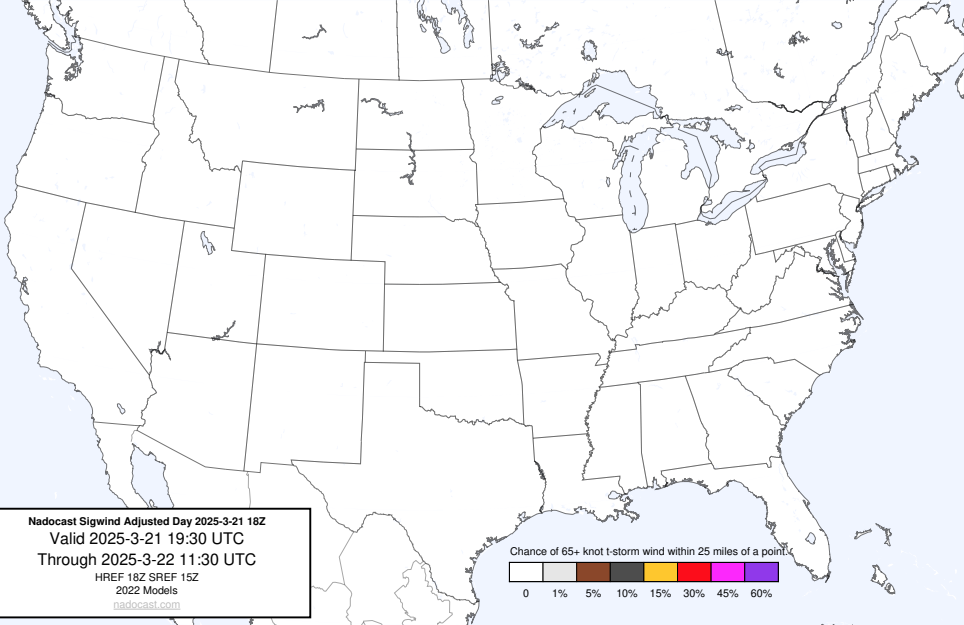 Nadocast Sigwind Adjusted Day 2025-3-21 18Z
Valid 2025-3-21 19:30 UTC
Through 2025-3-22 11:30 UTC
HREF 18Z SREF 15Z
2022 Models
nadocast.com
Chance of 65+ knot t-storm wind within 25 miles of a point.
0 1% 5% 10% 15% 30% 45% 60%